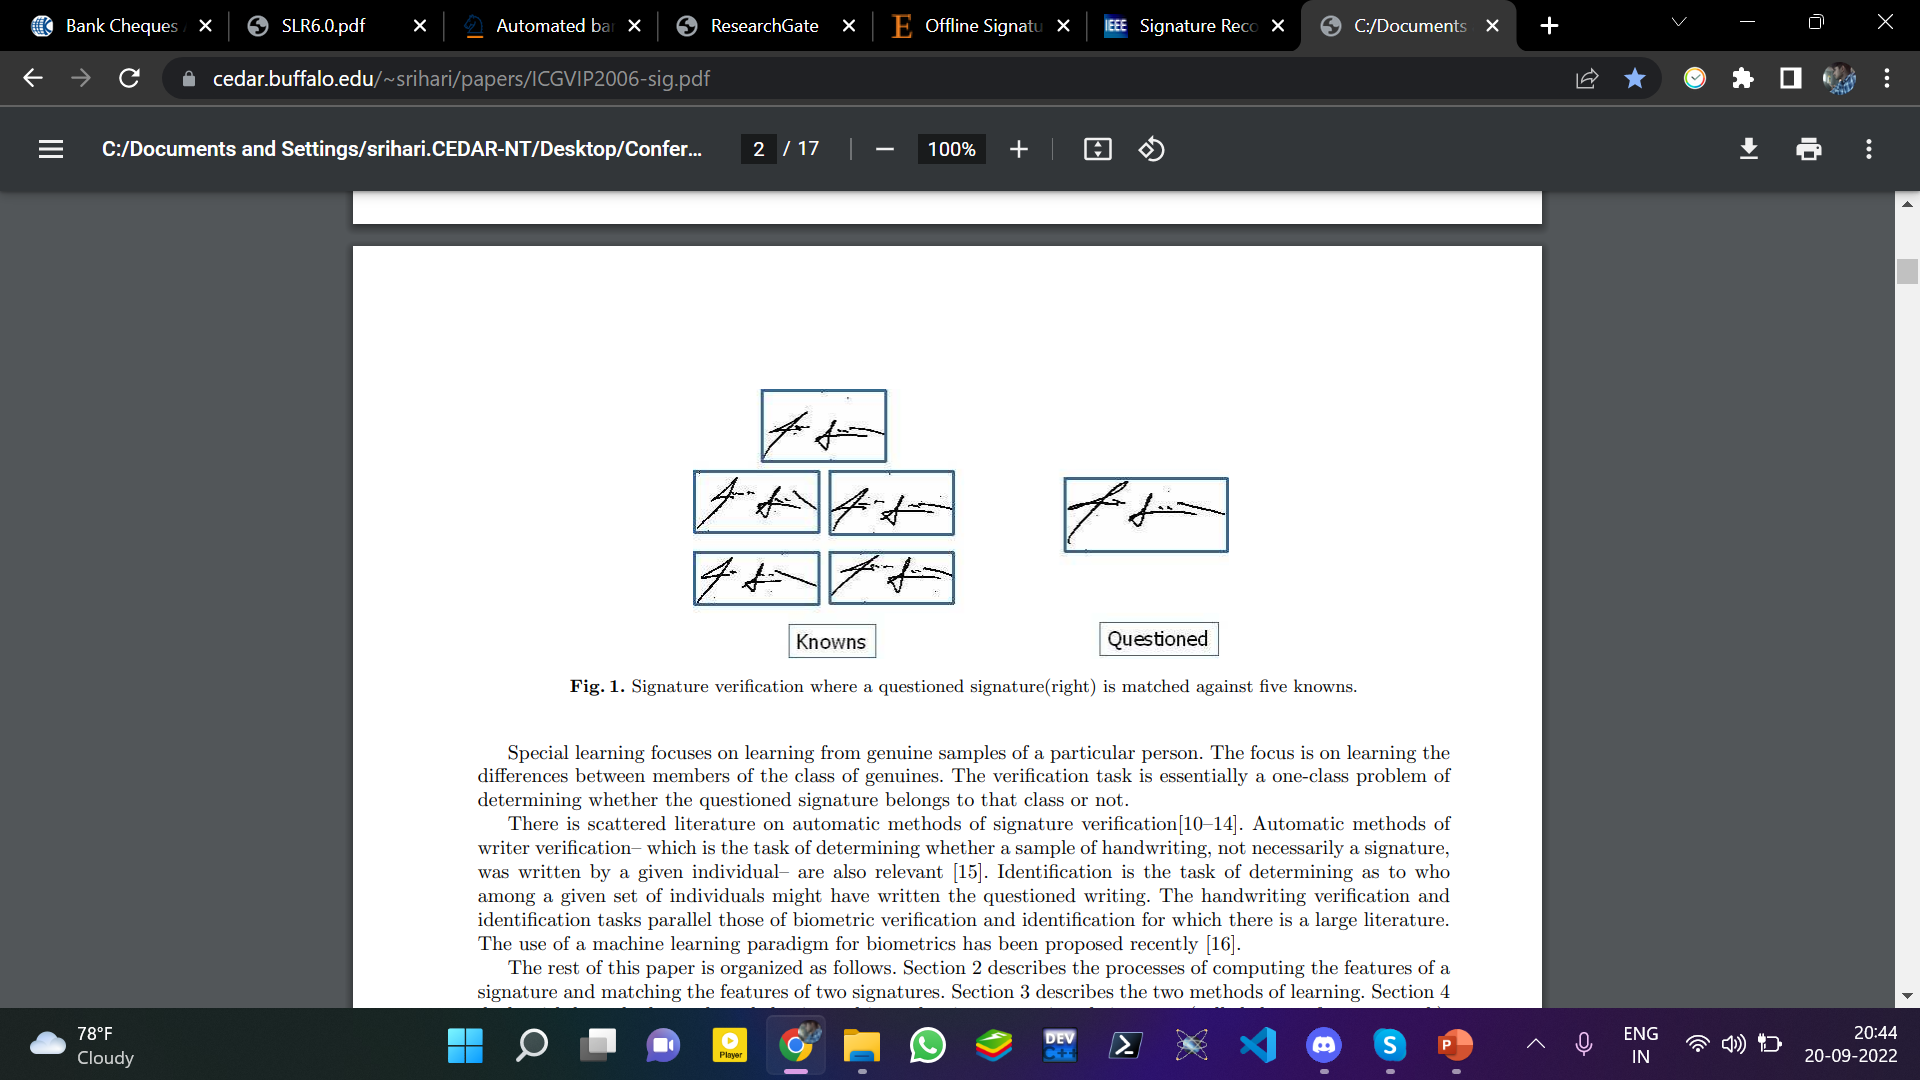 Bank Cheques
SLR6.0.pdf
Automated ba
ResearchGate
Offline Signatu
IEEE Signature Reco
C:/Documents
cedar.buffalo.edu/~srihari/papers/ICGVIP2006-sig.pdf
C:/Documents and Settings/srihari.CEDAR-NT/Desktop/Confer...
2 / 17
100%
Knowns
Questioned
Fig. 1. Signature verification where a questioned signature(right) is matched against five knowns.
Special learning focuses on learning from genuine samples of a particular person. The focus is on learning the
differences between members of the class of genuines. The verification task is essentially a one-class problem of
determining whether the questioned signature belongs to that class or not.
There is scattered literature on automatic methods of signature verification[10–14]. Automatic methods of
writer verification– which is the task of determining whether a sample of handwriting, not necessarily a signature,
was written by a given individual– are also relevant [15]. Identification is the task of determining as to who
among a given set of individuals might have written the questioned writing. The handwriting verification and
identification tasks parallel those of biometric verification and identification for which there is a large literature.
The use of a machine learning paradigm for biometrics has been proposed recently [16].
The rest of this paper is organized as follows. Section 2 describes the processes of computing the features of a
signature and matching the features of two signatures. Section 3 describes the two methods of learning. Section 4
78°F
Cloudy
Player
DEV
C++
ENG
IN
20:44
20-09-2022